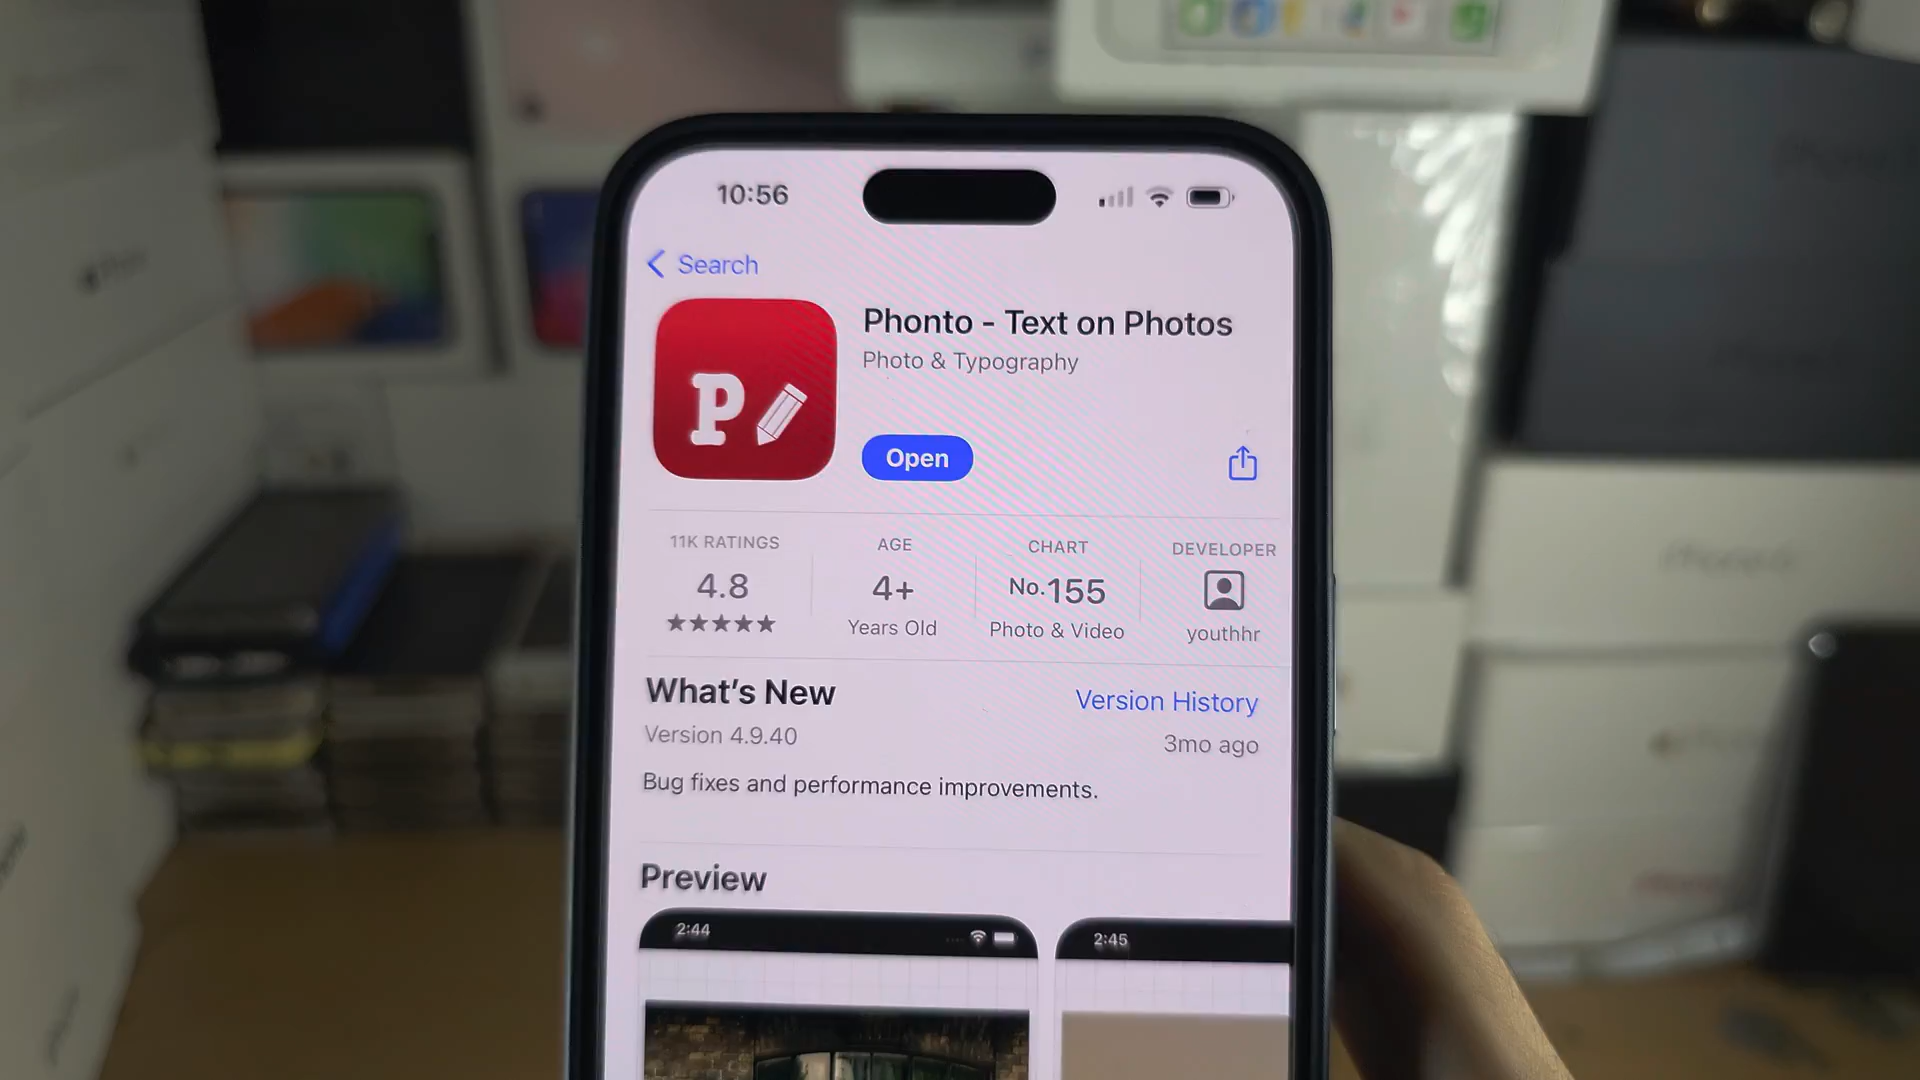 10:56
Search
Phonto - Text on Photos
Photo & Typography
P
Open
11K RATINGS
4.8
★★★★★
AGE
4+
Years Old
CHART
No.155
Photo & Video
DEVELOPER
youthhr
What's New
Version History
Version 4.9.40
3mo ago
Bug fixes and performance improvements.
Preview
2:44
2:45